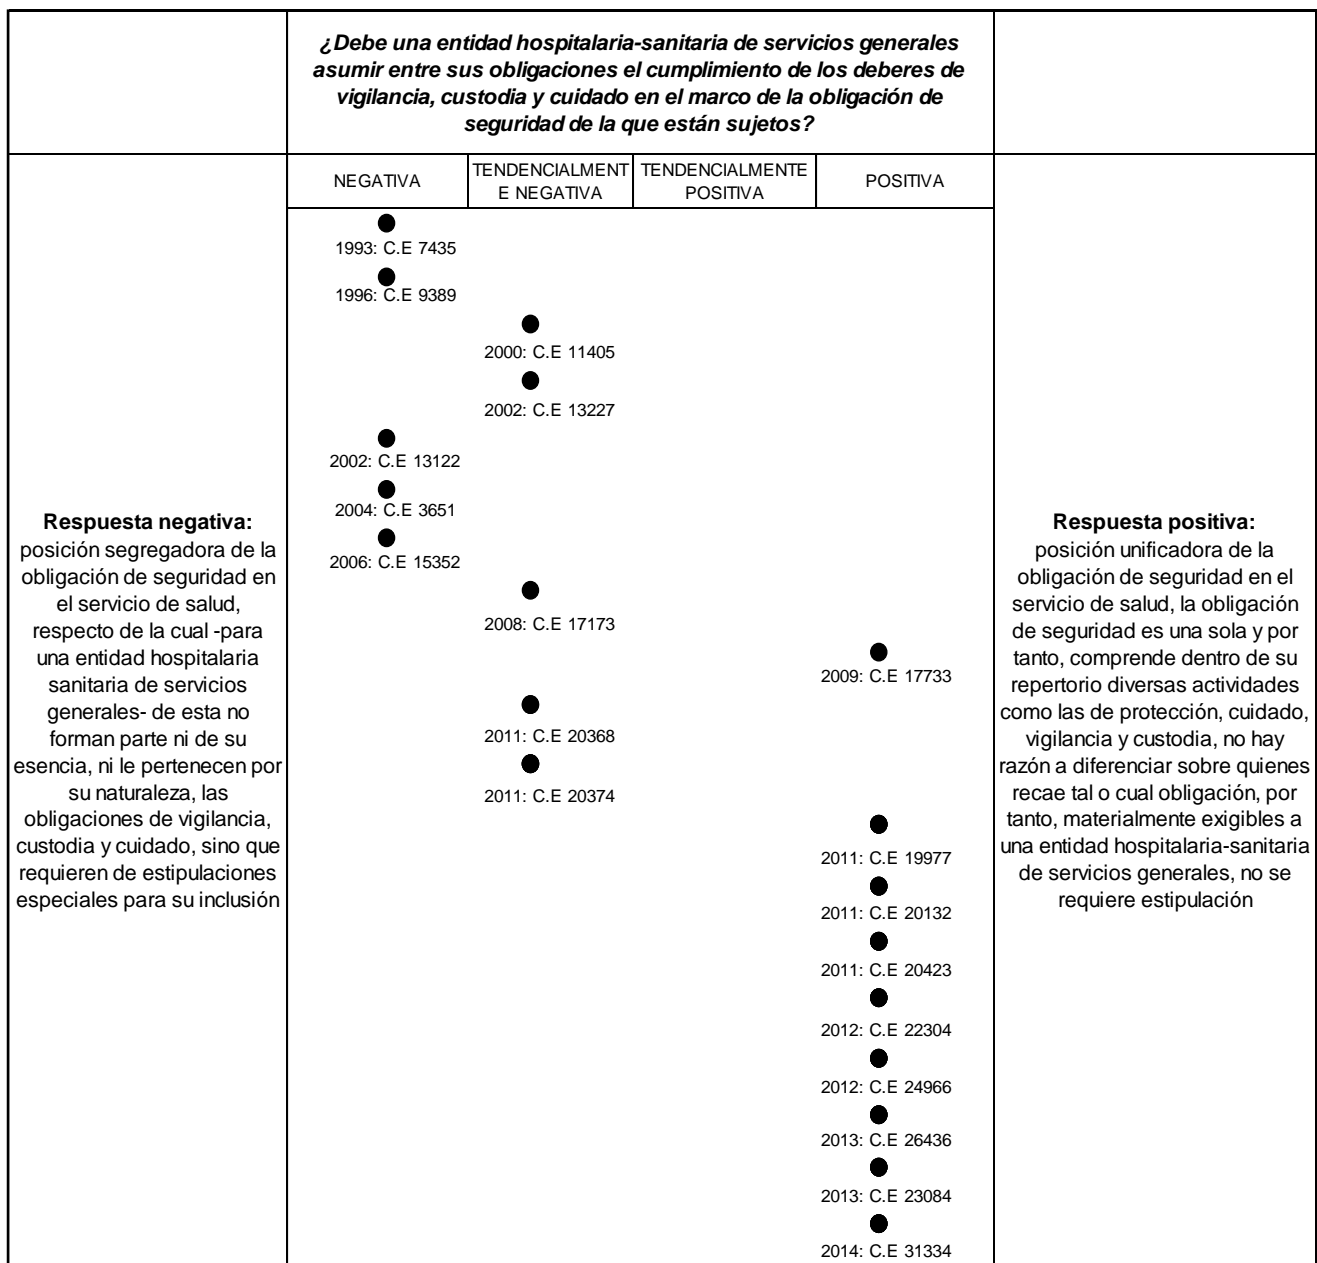 ¿Debe una entidad hospitalaria-sanitaria de servicios generales
asumir entre sus obligaciones el cumplimiento de los deberes de
vigilancia, custodia y cuidado en el marco de la obligación de
seguridad de la que están sujetos?
NEGATIVA
TENDENCIALMENT
E NEGATIVA
TENDENCIALMENTE
POSITIVA
POSITIVA
Respuesta negativa:
posición segregadora de la
obligación de seguridad en
el servicio de salud,
respecto de la cual -para
una entidad hospitalaria
sanitaria de servicios
generales- de esta no
forman parte ni de su
esencia, ni le pertenecen por
su naturaleza, las
obligaciones de vigilancia,
custodia y cuidado, sino que
requieren de estipulaciones
especiales para su inclusión
1993: C.E 7435
1996: C.E 9389
2000: C.E 11405
2002: C.E 13227
2002: C.E 13122
2004: C.E 3651
2006: C.E 15352
2008: C.E 17173
2009: C.E 17733
2011: C.E 20368
2011: C.E 20374
2011: C.E 19977
2011: C.E 20132
2011: C.E 20423
2012: C.E 22304
2012: C.E 24966
2013: C.E 26436
2013: C.E 23084
2014: C.E 31334
Respuesta positiva:
posición unificadora de la
obligación de seguridad en el
servicio de salud, la obligación
de seguridad es una sola y por
tanto, comprende dentro de su
repertorio diversas actividades
como las de protección, cuidado,
vigilancia y custodia, no hay
razón a diferenciar sobre quienes
recae tal o cual obligación, por
tanto, materialmente exigibles a
una entidad hospitalaria-sanitaria
de servicios generales, no se
requiere estipulación